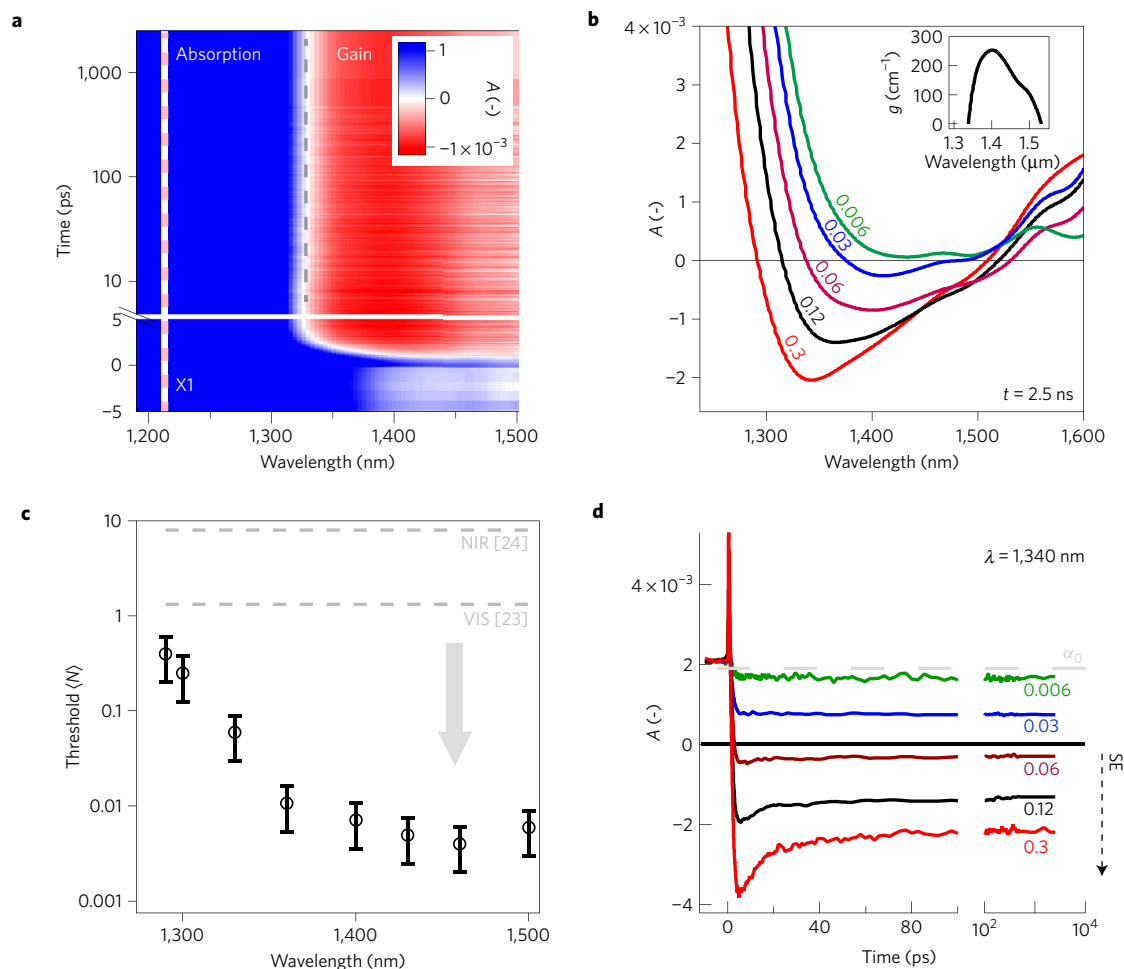 a
Absorption
Gain
1
0
−1 × 10⁻³
A (-)
X1
1,000
100
10
5
0
−5
Time (ps)
1,200
1,300
1,400
1,500
Wavelength (nm)
b
4 × 10⁻³
3
2
1
0
−1
−2
A (-)
300
200
100
0
g (cm⁻¹)
1.3
1.4
1.5
Wavelength (μm)
0.006
0.03
0.06
0.12
0.3
t = 2.5 ns
1,300
1,400
1,500
1,600
Wavelength (nm)
c
10
1
0.1
0.01
0.001
Threshold ⟨N⟩
NIR [24]
VIS [23]
1,300
1,400
1,500
Wavelength (nm)
d
λ = 1,340 nm
4 × 10⁻³
2
0
−2
−4
A (-)
α₀
0.006
0.03
0.06
0.12
0.3
SE
0
40
80
10²
10⁴
Time (ps)